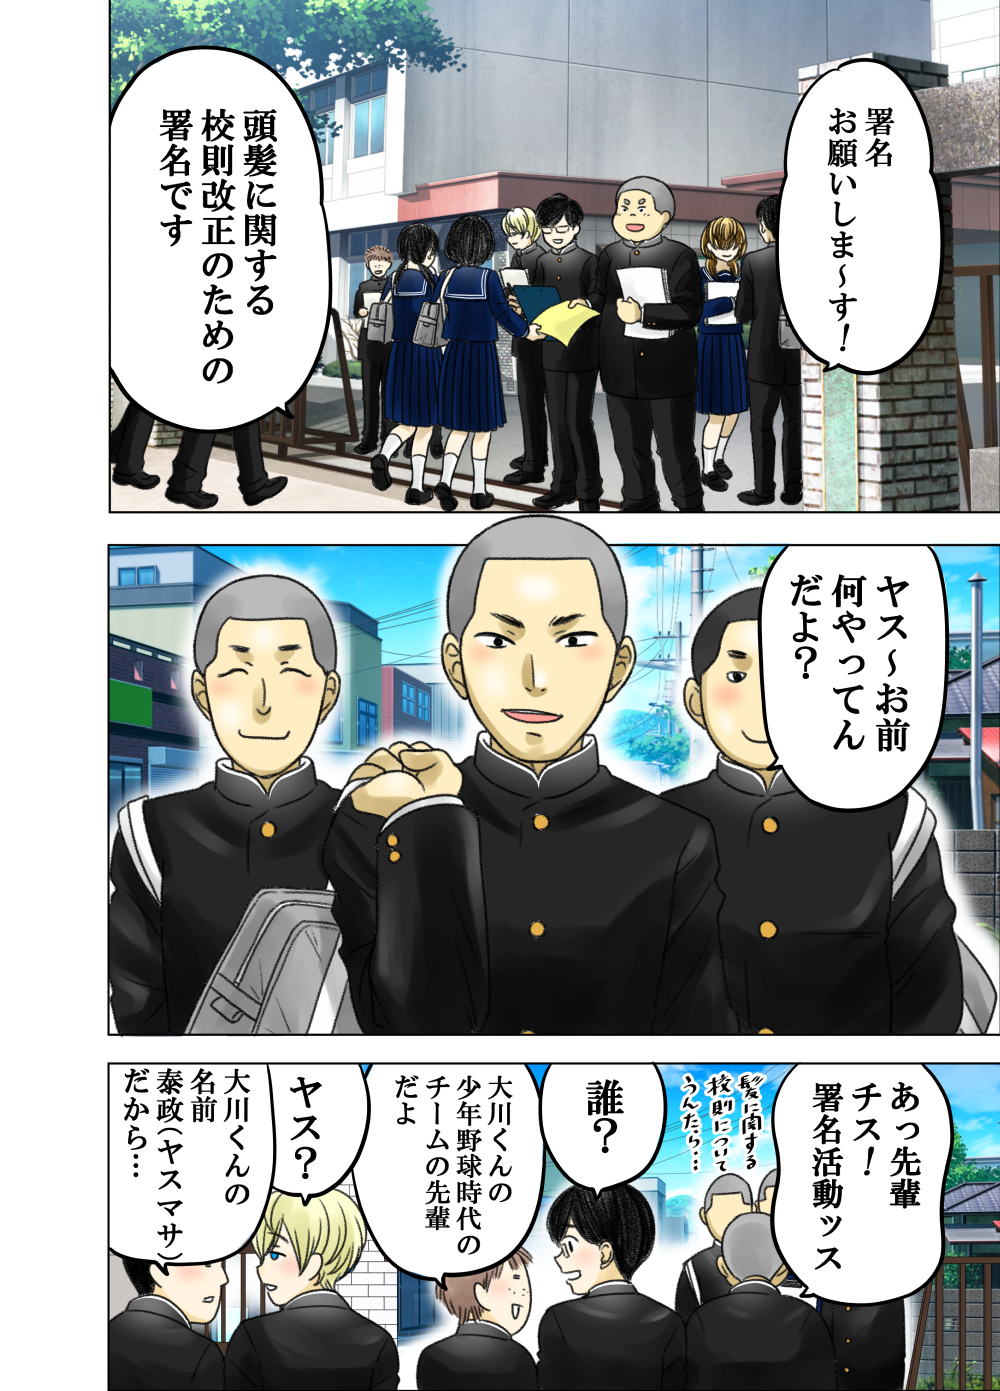 署名
お願いしま〜す!
頭髪に関する
校則改正のための
署名です
ヤス〜お前
何やってん
だよ?
あっ先輩
チス!
署名活動ッス
髪に関する
校則について
うんたら…
誰?
大川くんの
少年野球時代の
チームの先輩
だよ
ヤス?
大川くんの
名前
泰政(ヤスマサ)
だから…